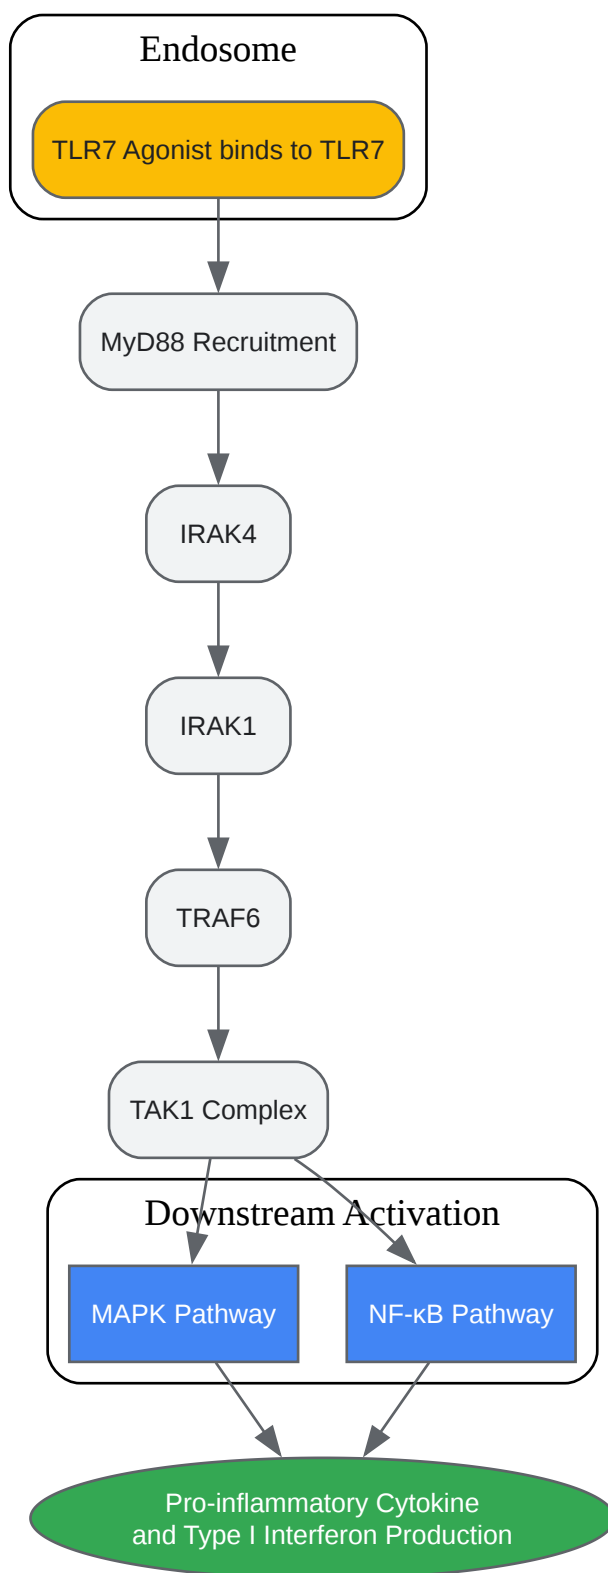 Endosome
TLR7 Agonist binds to TLR7
MyD88 Recruitment
IRAK4
IRAK1
TRAF6
TAK1 Complex
Downstream Activation
MAPK Pathway
NF-κB Pathway
Pro-inflammatory Cytokine
and Type I Interferon Production